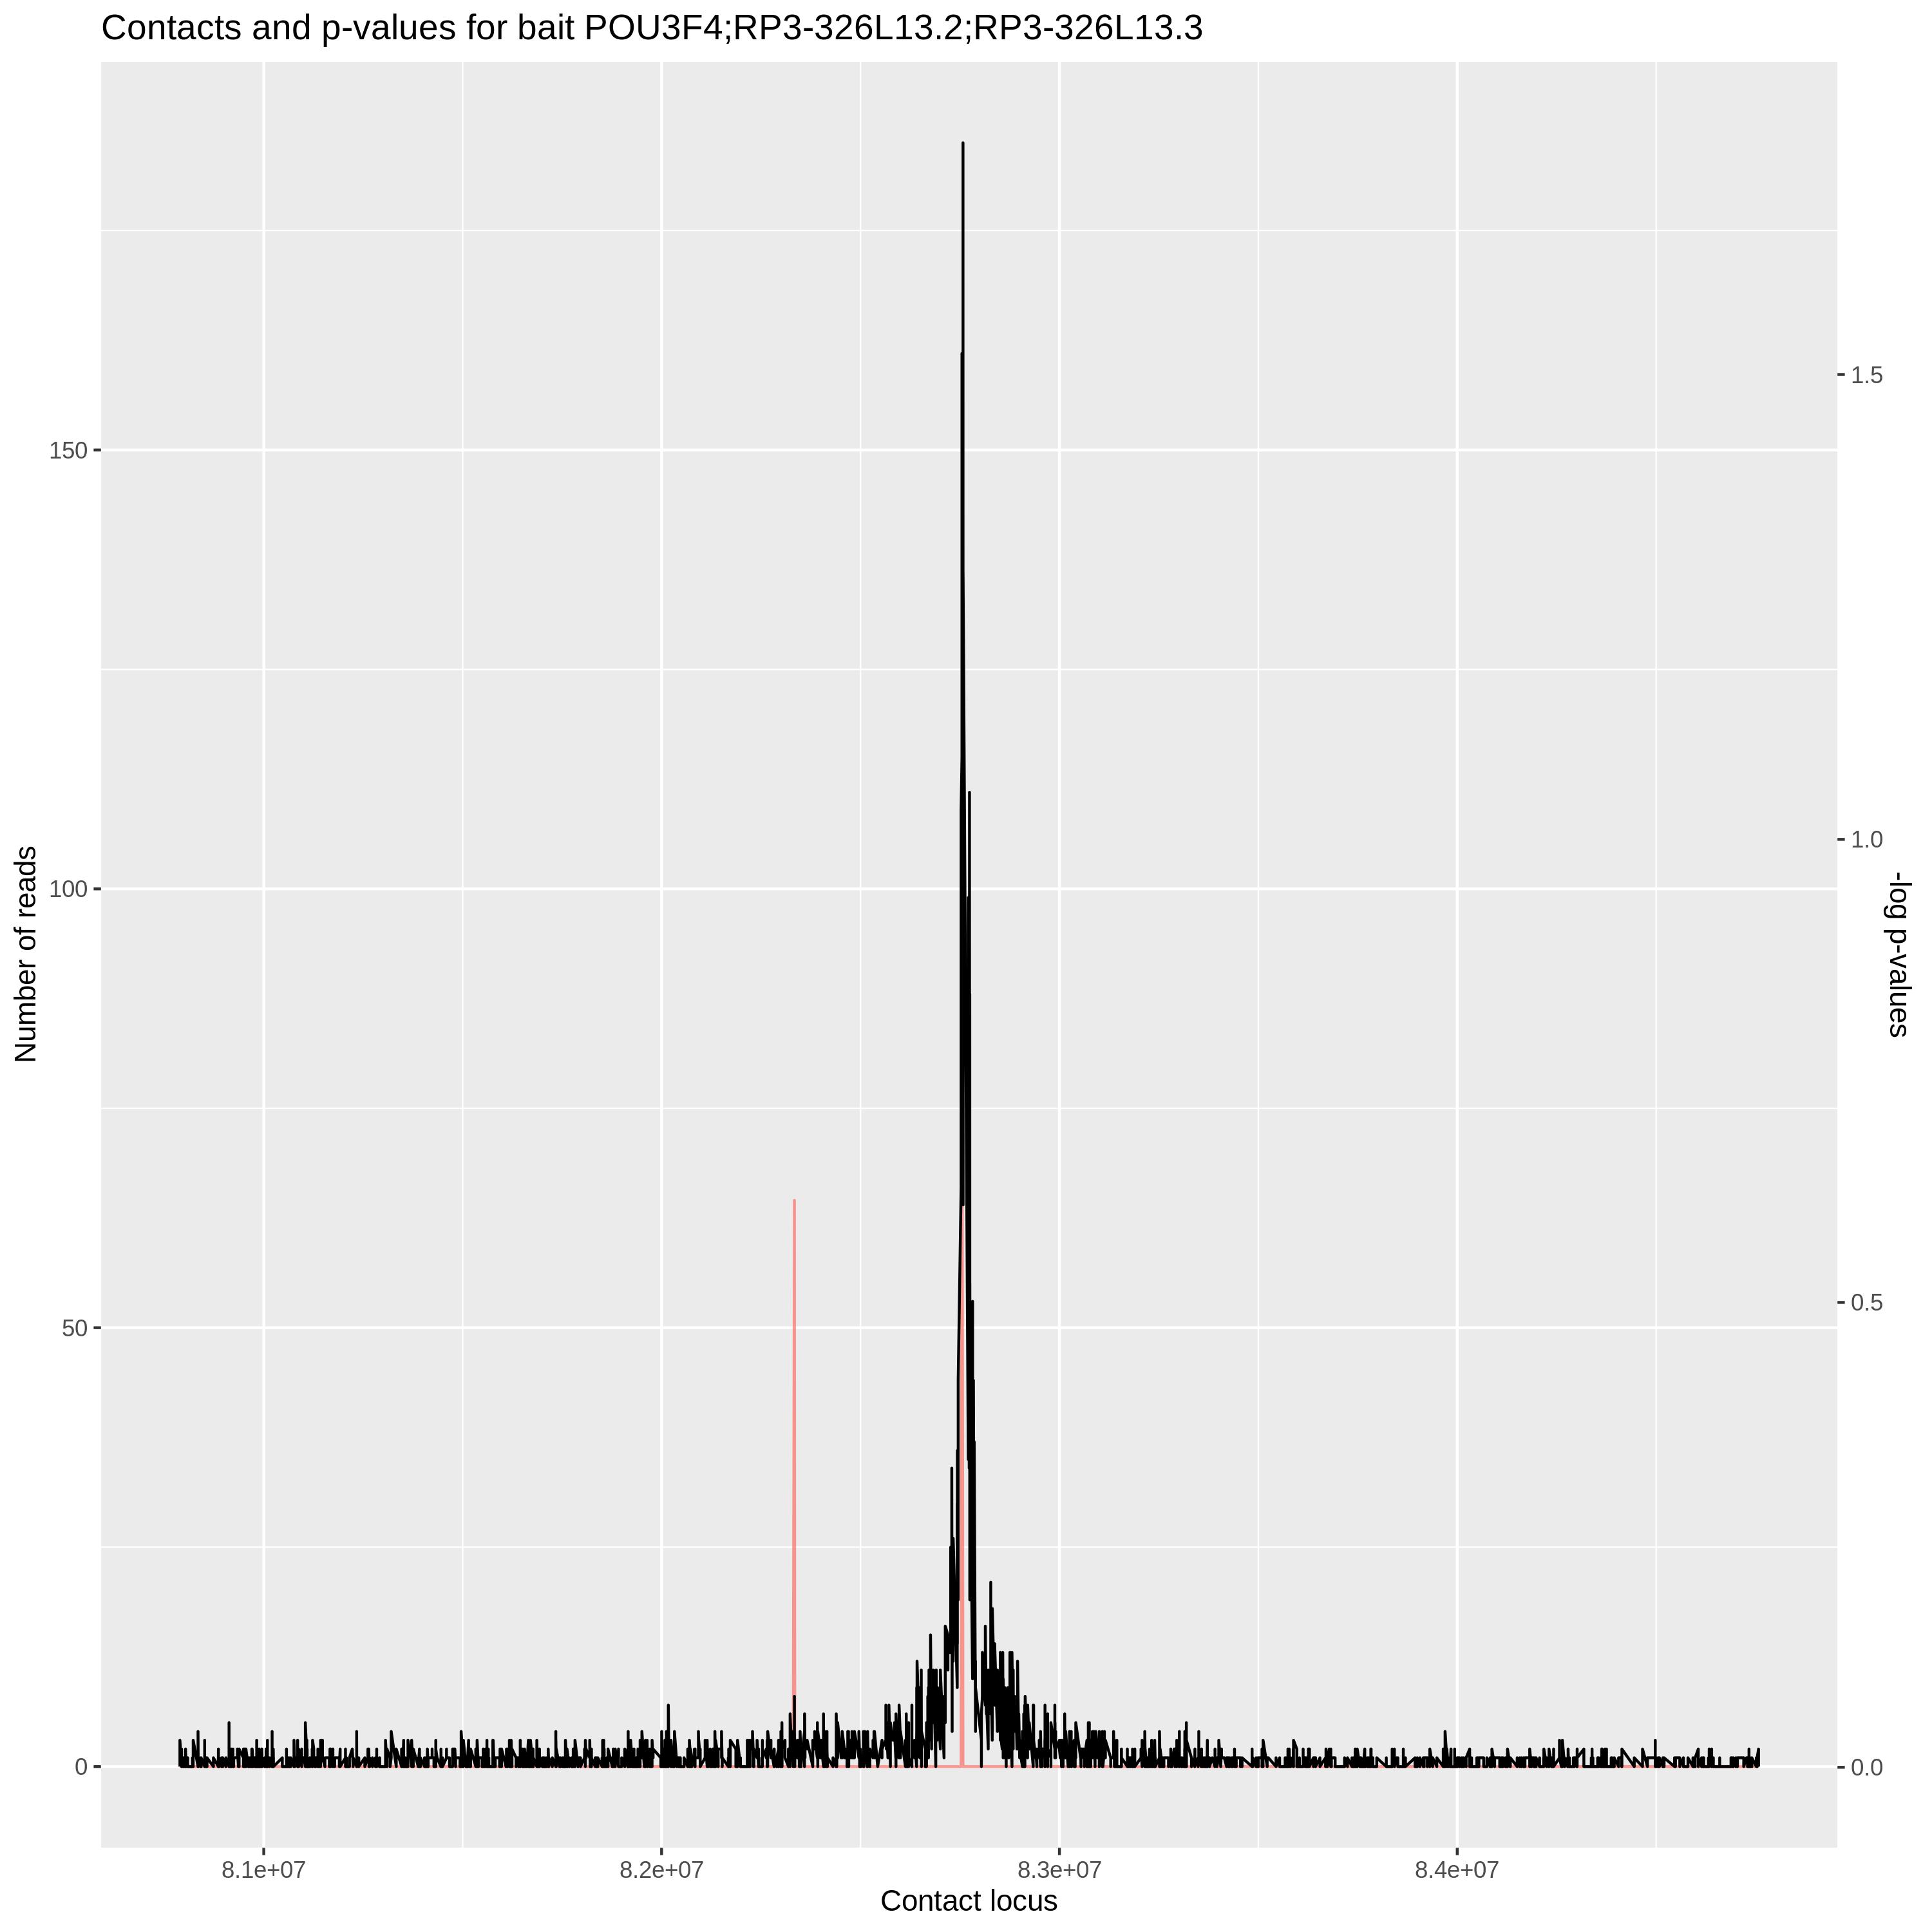 Contacts and p-values for bait POU3F4;RP3-326L13.2;RP3-326L13.3
Number of reads
150
100
50
0
1.5
1.0
0.5
0.0
-log p-values
8.1e+07
8.2e+07
8.3e+07
8.4e+07
Contact locus